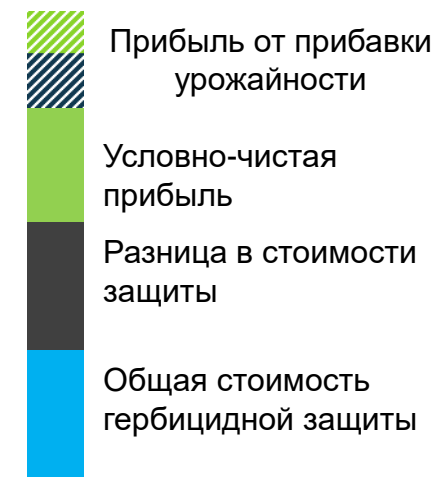 Прибыль от прибавки
урожайности
Условно-чистая
прибыль
Разница в стоимости
защиты
Общая стоимость
гербицидной защиты